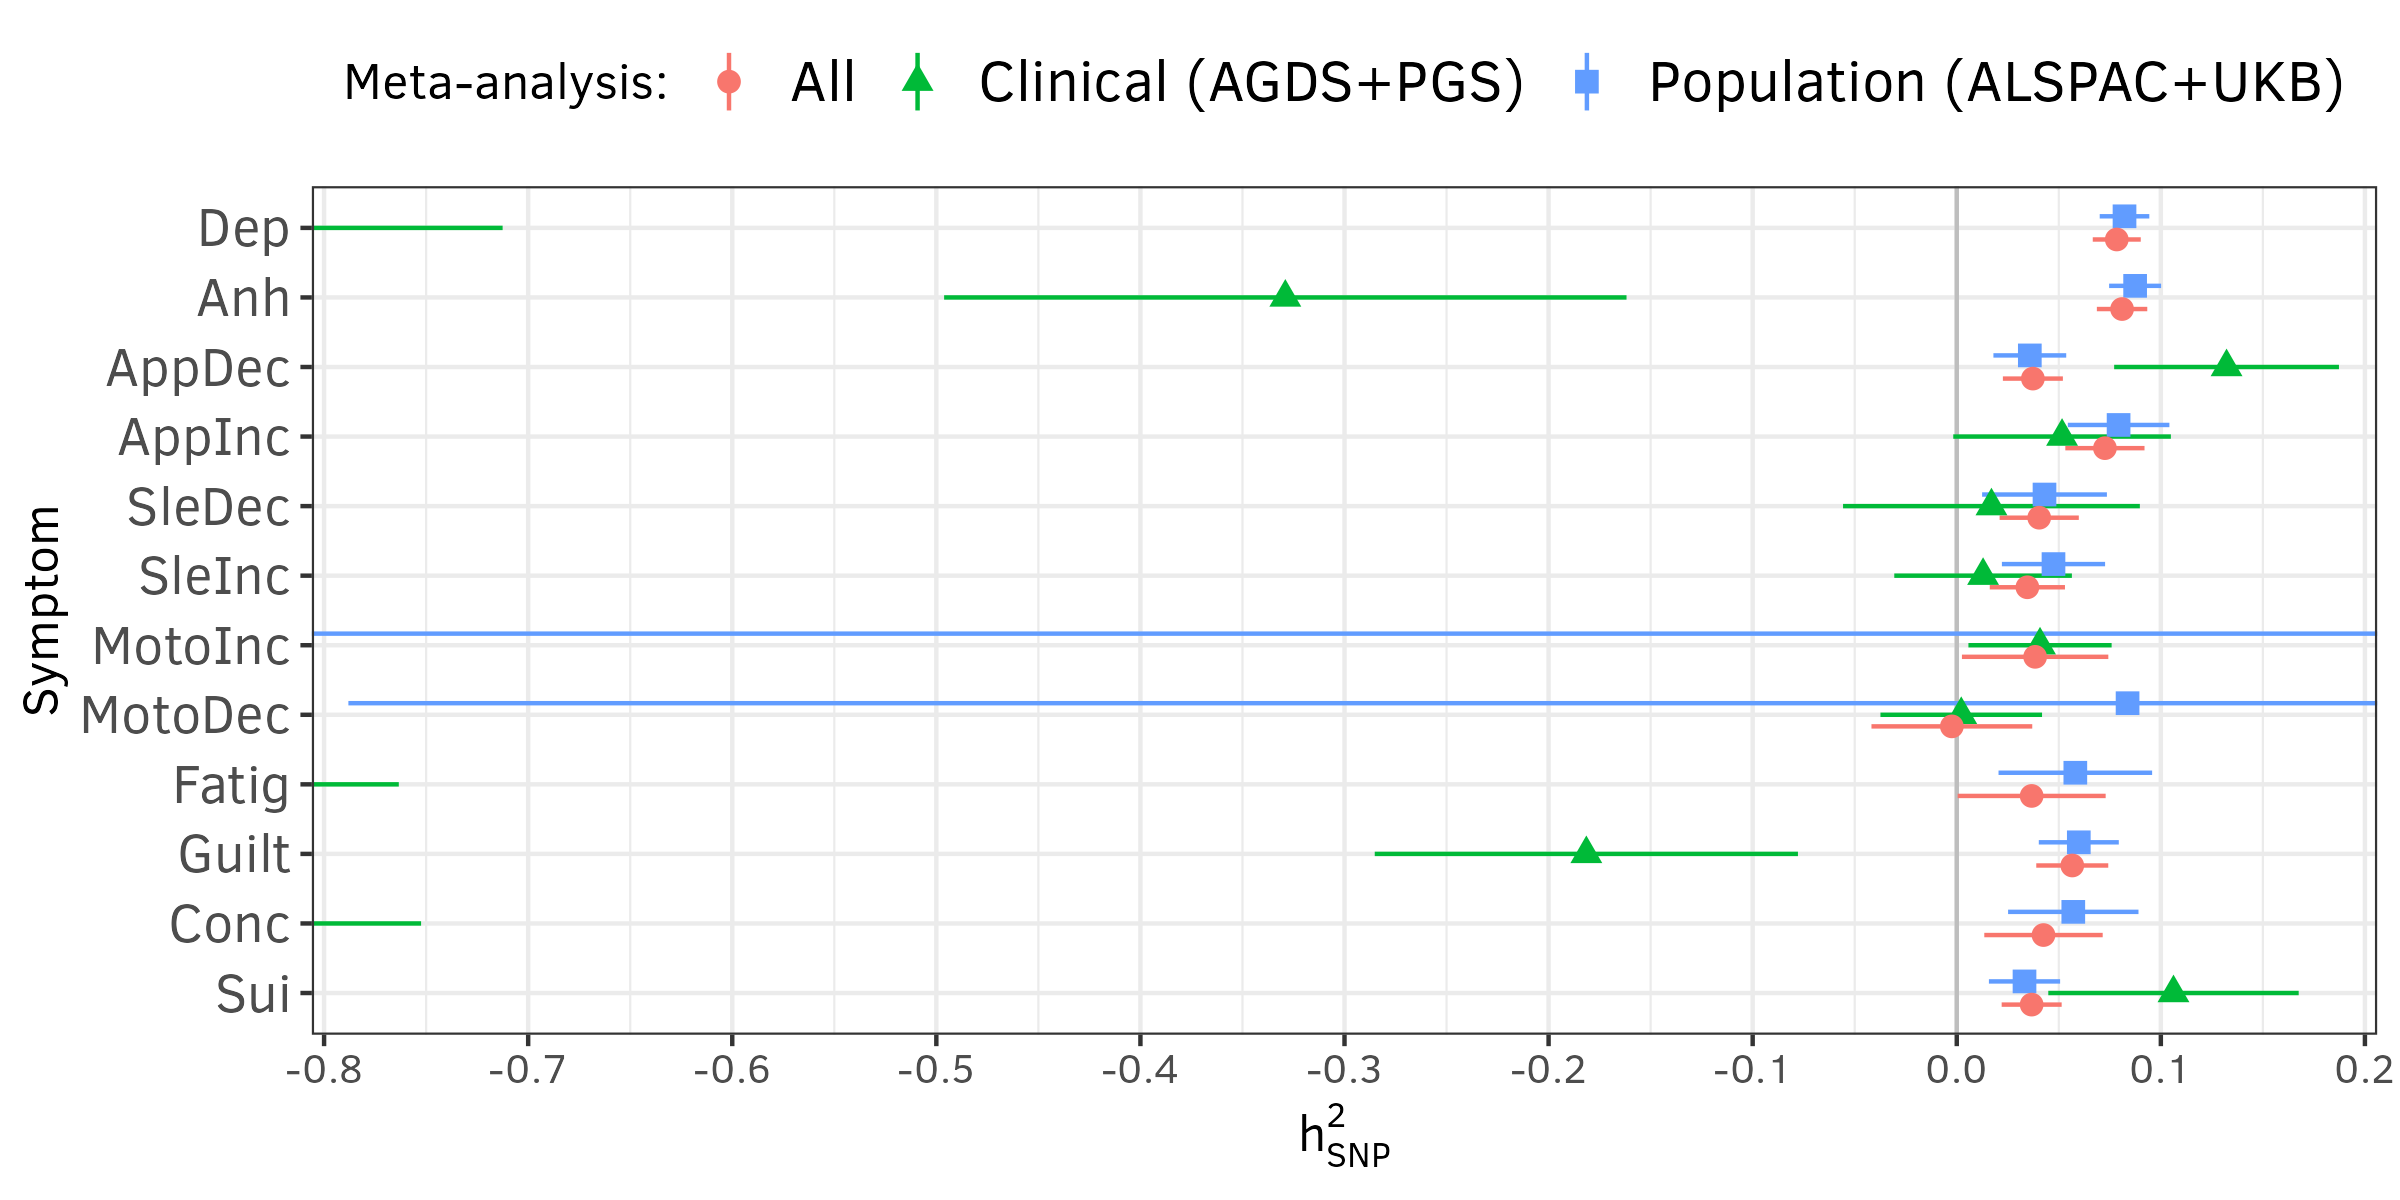 Meta-analysis: All Clinical (AGDS+PGS) Population (ALSPAC+UKB)
Symptom
Dep
Anh
AppDec
AppInc
SleDec
SleInc
MotoInc
MotoDec
Fatig
Guilt
Conc
Sui
-0.8 -0.7 -0.6 -0.5 -0.4 -0.3 -0.2 -0.1 0.0 0.1 0.2
h²SNP